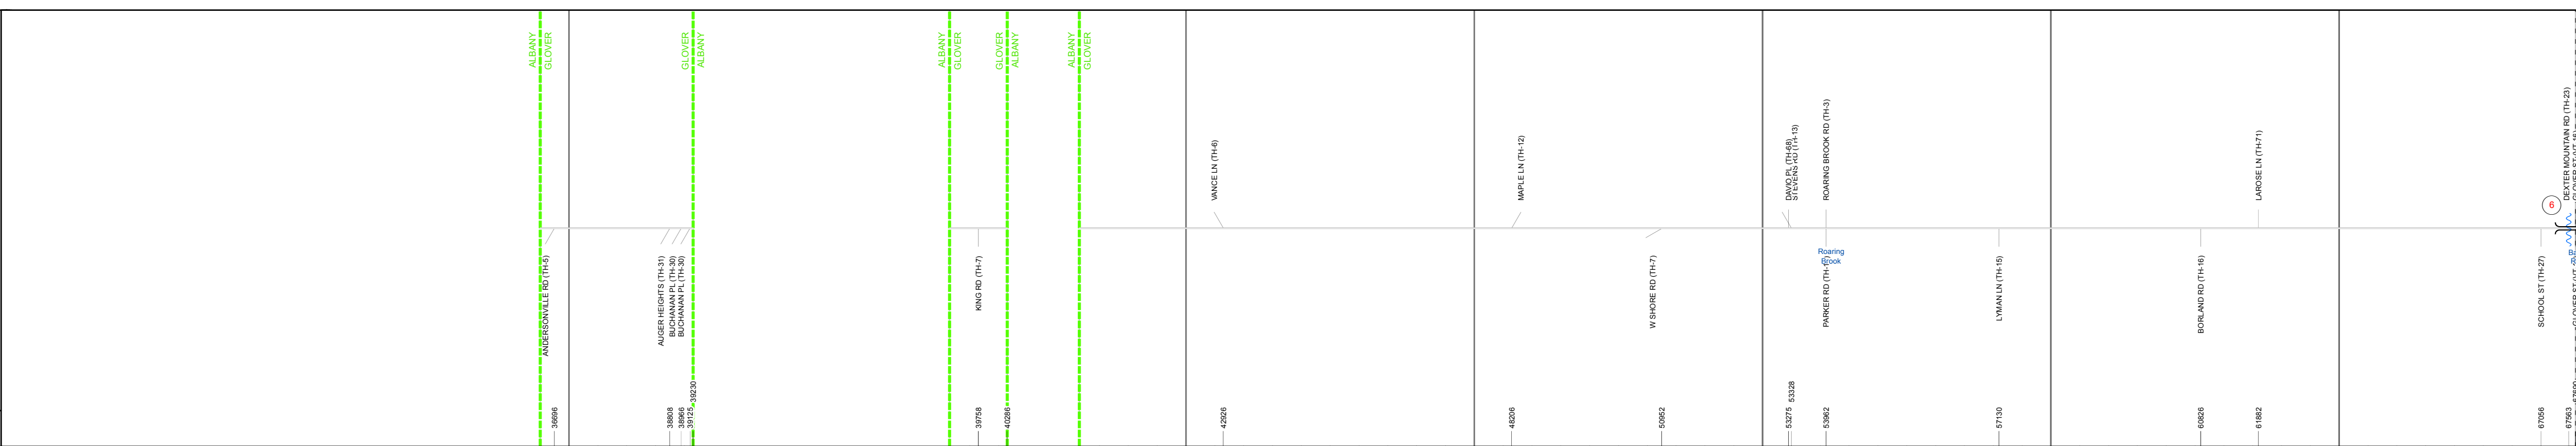 ALBANY
GLOVER
GLOVER
ALBANY
ALBANY
GLOVER
GLOVER
ALBANY
ALBANY
GLOVER
VANCE LN (TH-6)
MAPLE LN (TH-12)
DAVIO PL (TH-68)
STEVENS RD (TH-13)
ROARING BROOK RD (TH-3)
LAROSE LN (TH-71)
DEXTER MOUNTAIN RD (TH-23)
6
ANDERSONVILLE RD (TH-5)
AUGER HEIGHTS (TH-31)
BUCHANAN PL (TH-30)
BUCHANAN PL (TH-30)
KING RD (TH-7)
W SHORE RD (TH-7)
Roaring
Brook
PARKER RD (TH-
LYMAN LN (TH-15)
BORLAND RD (TH-16)
SCHOOL ST (TH-27)
36696
38808
38966
39125
39230
39758
40286
42926
48206
50952
53275
53328
53962
57130
60826
61882
67056
67563